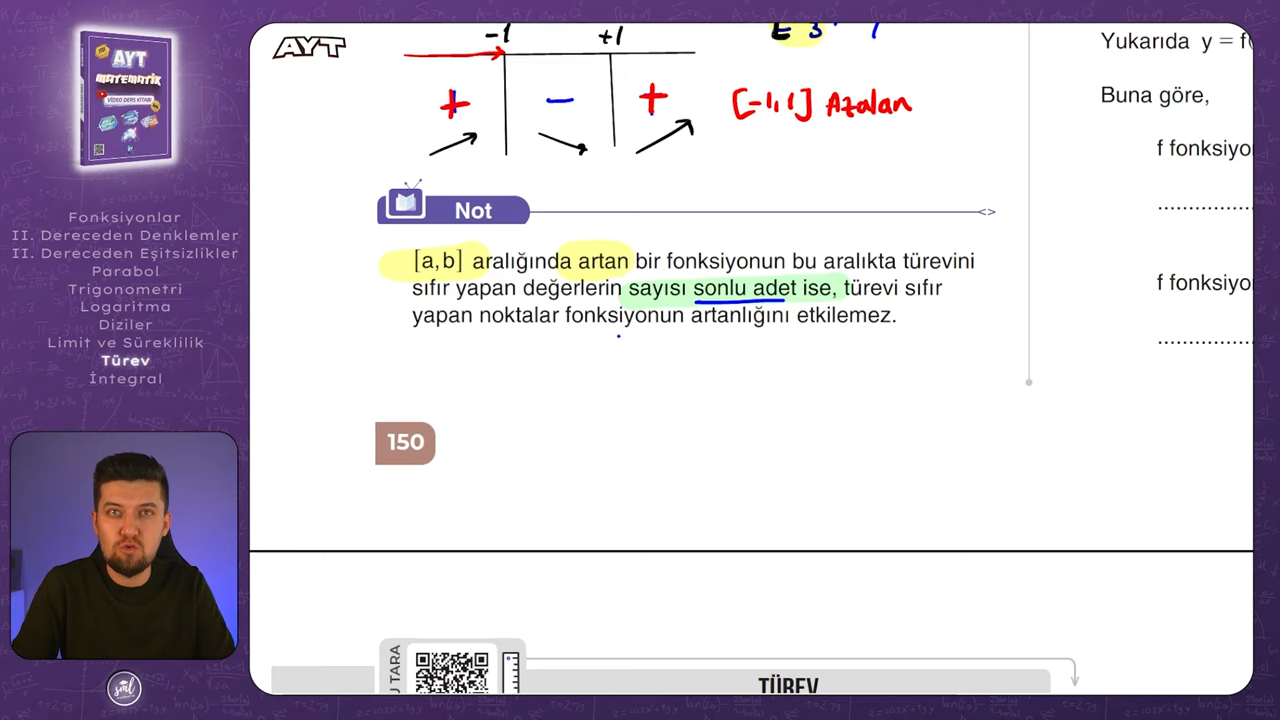 AYT
MATEMATİK
VİDEO DERS KİTABI
Fonksiyonlar
II. Dereceden Denklemler
II. Dereceden Eşitsizlikler
Parabol
Trigonometri
Logaritma
Diziler
Limit ve Süreklilik
Türev
İntegral
sml
AYT
-1 +1
+ - +
[-1,1] Azalan
Not
[a,b] aralığında artan bir fonksiyonun bu aralıkta türevini
sıfır yapan değerlerin sayısı sonlu adet ise, türevi sıfır
yapan noktalar fonksiyonun artanlığını etkilemez.
150
U TARA
TÜREV
Yukarıda y = f(
Buna göre,
f fonksiyo
....................
f fonksiyo
....................